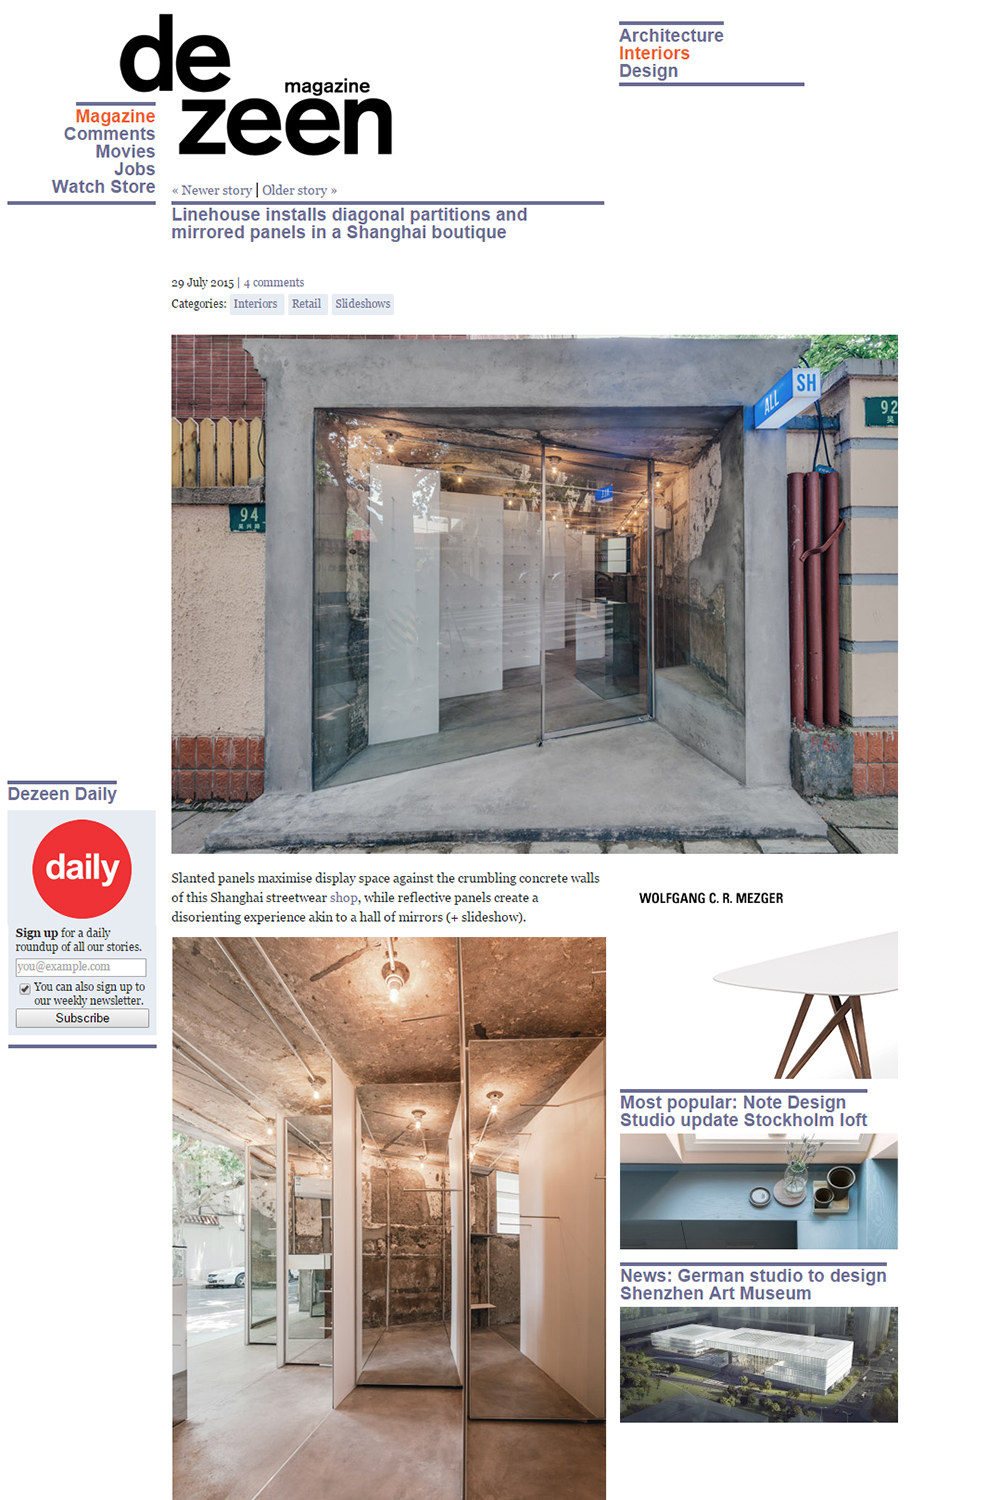 de
magazine
zeen
Architecture
Interiors
Design
Magazine
Comments
Movies
Jobs
Watch Store
« Newer story | Older story »
Linehouse installs diagonal partitions and
mirrored panels in a Shanghai boutique
29 July 2015 | 4 comments
Categories: Interiors Retail Slideshows
ALL SH
92
94
Dezeen Daily
daily
Sign up for a daily
roundup of all our stories.
you@example.com
You can also sign up to
our weekly newsletter.
Subscribe
Slanted panels maximise display space against the crumbling concrete walls
of this Shanghai streetwear shop, while reflective panels create a
disorienting experience akin to a hall of mirrors (+ slideshow).
WOLFGANG C. R. MEZGER
Most popular: Note Design
Studio update Stockholm loft
News: German studio to design
Shenzhen Art Museum